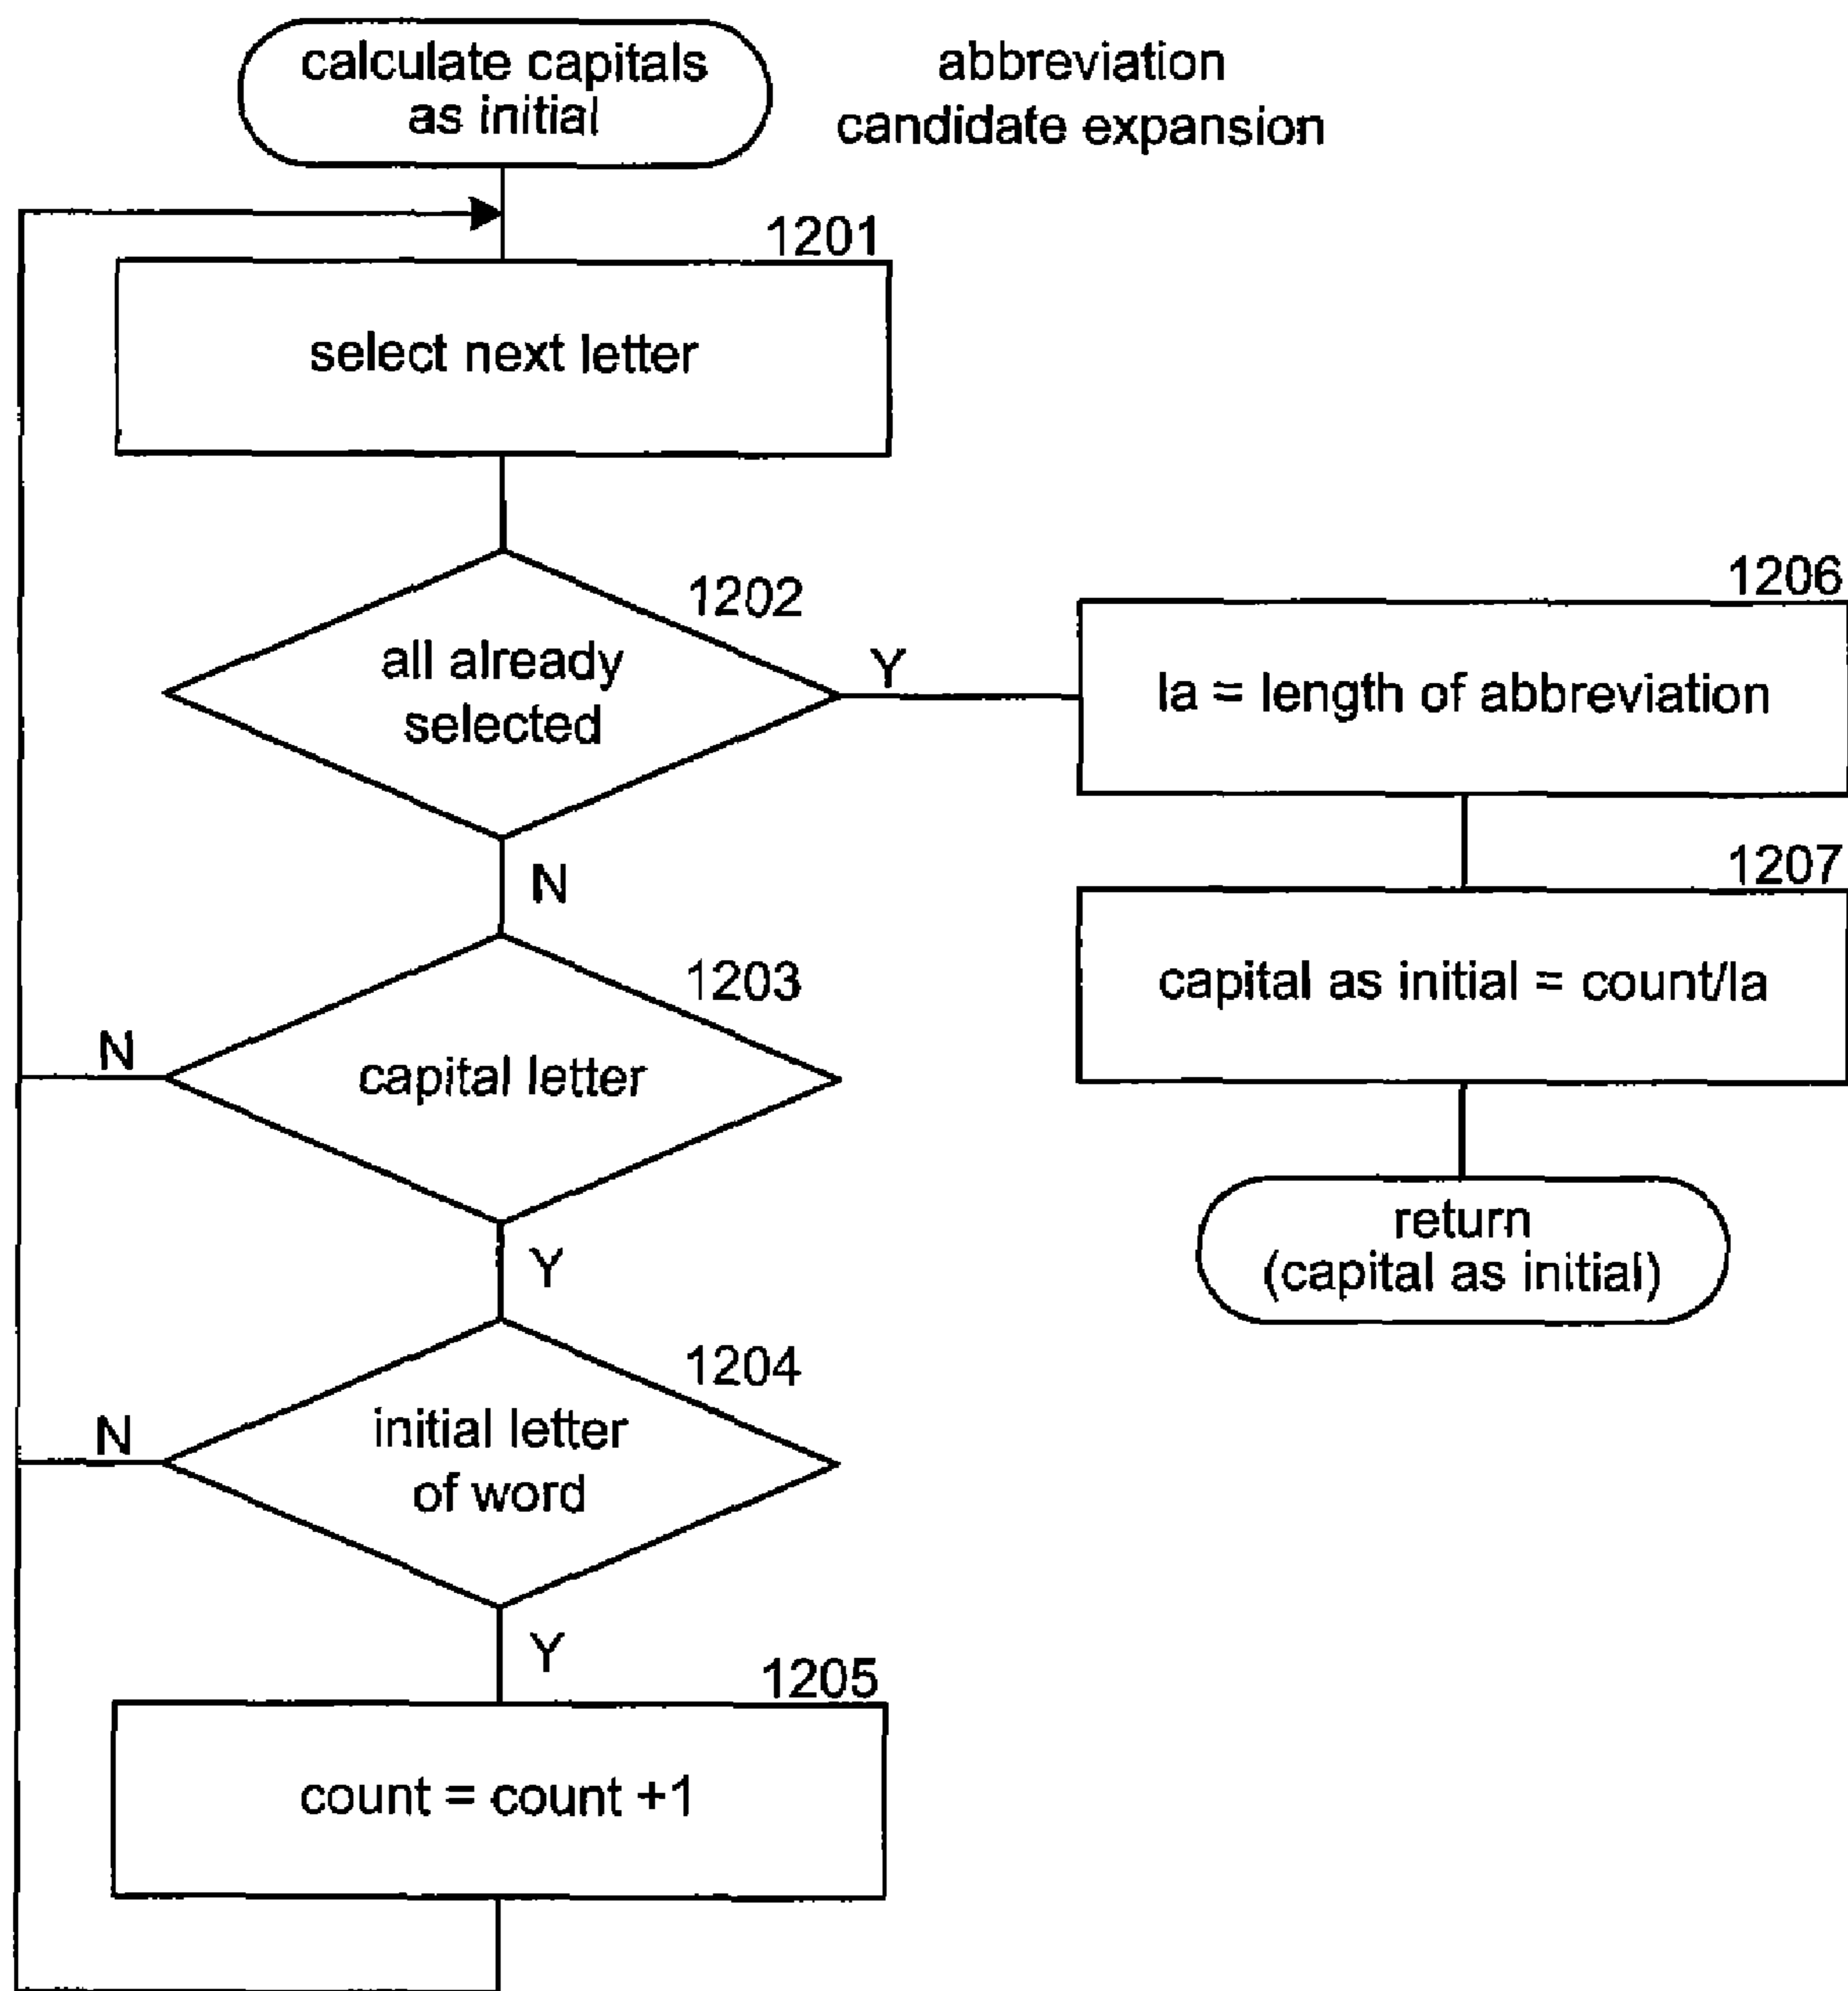 calculate capitals
as initial
abbreviation
candidate expansion
1201
select next letter
1202
all already
selected
Y
N
1203
capital letter
N
Y
1204
initial letter
of word
N
Y
1205
count = count +1
1206
la = length of abbreviation
1207
capital as initial = count/la
return
(capital as initial)